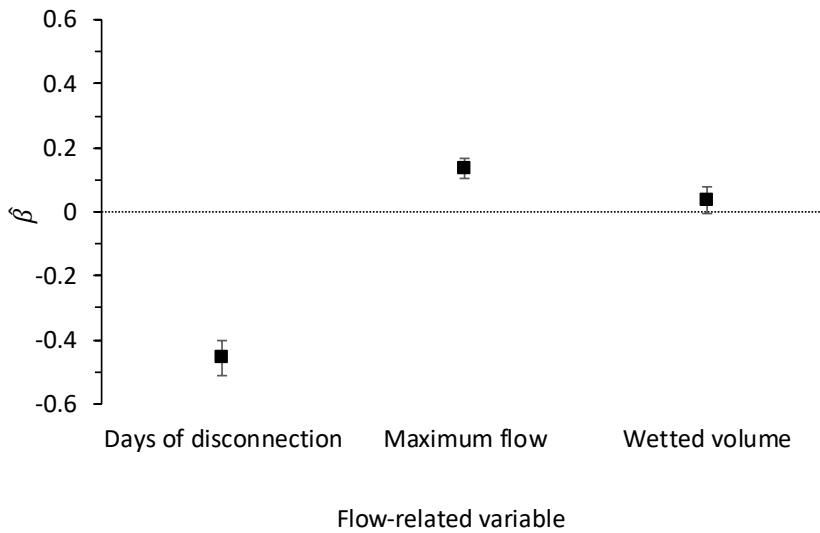 0.6
0.4
0.2
0
-0.2
-0.4
-0.6
β̂
Days of disconnection Maximum flow Wetted volume
Flow-related variable